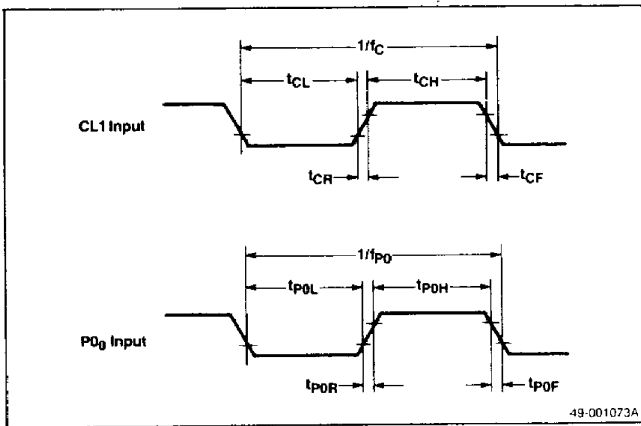 1/fC
tCL
tCH
CL1 Input
tCR
tCF
1/fP0
tP0L
tP0H
P00 Input
tP0R
tP0F
49-001073A